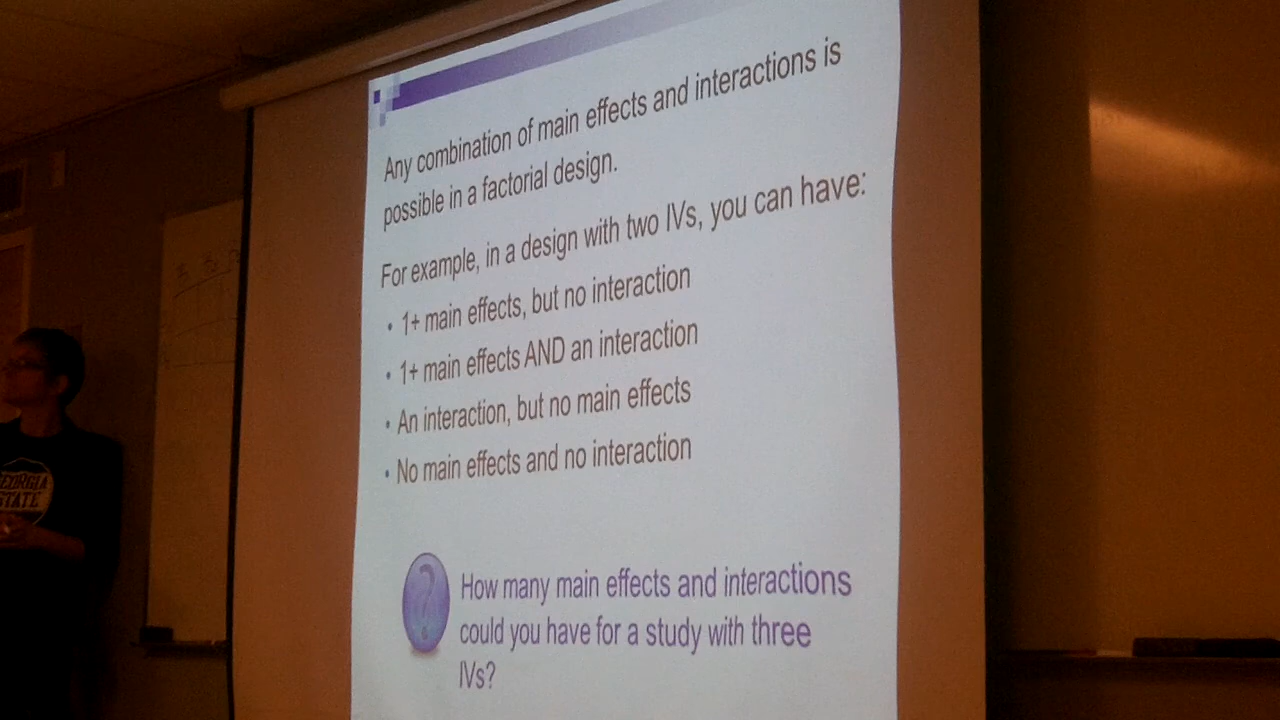 Any combination of main effects and interactions is
possible in a factorial design.
For example, in a design with two IVs, you can have:
• 1+ main effects, but no interaction
• 1+ main effects AND an interaction
• An interaction, but no main effects
• No main effects and no interaction
?
How many main effects and interactions
could you have for a study with three
IVs?
EORGIA
STATE